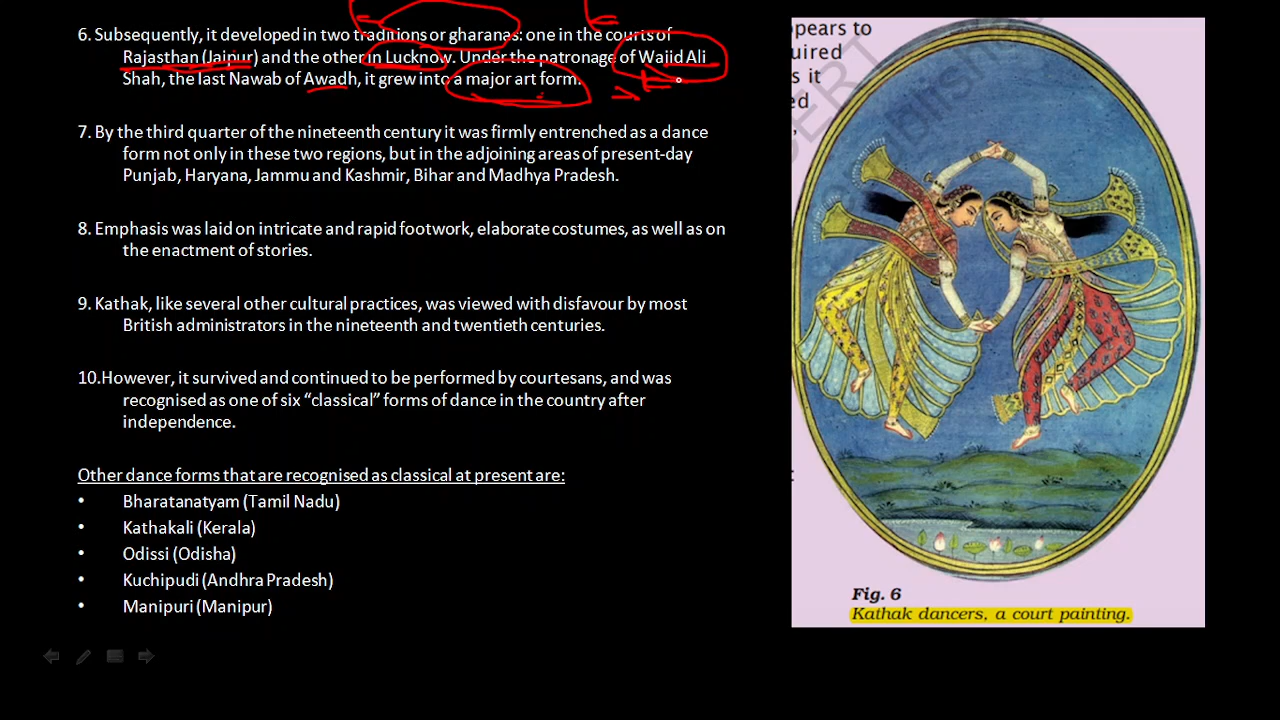 6. Subsequently, it developed in two traditions or gharanas: one in the courts of
Rajasthan (Jaipur) and the other in Lucknow. Under the patronage of Wajid Ali
Shah, the last Nawab of Awadh, it grew into a major art form.
7. By the third quarter of the nineteenth century it was firmly entrenched as a dance
form not only in these two regions, but in the adjoining areas of present-day
Punjab, Haryana, Jammu and Kashmir, Bihar and Madhya Pradesh.
8. Emphasis was laid on intricate and rapid footwork, elaborate costumes, as well as on
the enactment of stories.
9. Kathak, like several other cultural practices, was viewed with disfavour by most
British administrators in the nineteenth and twentieth centuries.
10.However, it survived and continued to be performed by courtesans, and was
recognised as one of six “classical” forms of dance in the country after
independence.
Other dance forms that are recognised as classical at present are:
• Bharatanatyam (Tamil Nadu)
• Kathakali (Kerala)
• Odissi (Odisha)
• Kuchipudi (Andhra Pradesh)
• Manipuri (Manipur)
to
it
Fig. 6
Kathak dancers, a court painting.